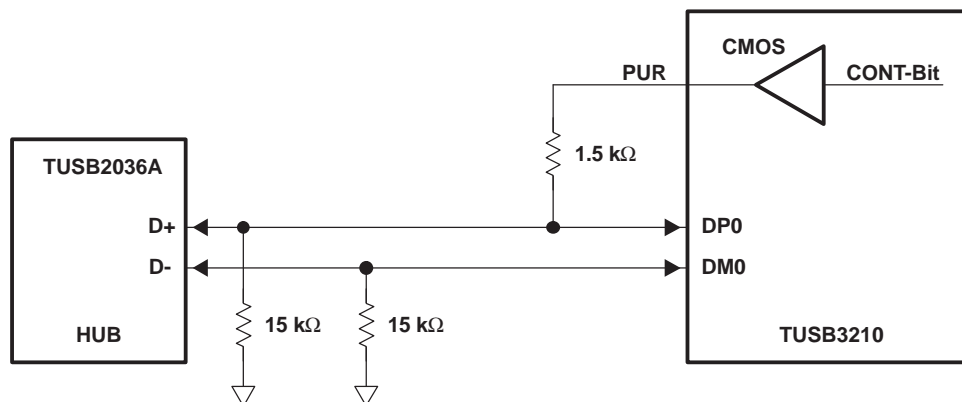 CMOS
PUR
CONT-Bit
1.5 kΩ
TUSB2036A
D+
DP0
D-
DM0
15 kΩ
15 kΩ
HUB
TUSB3210